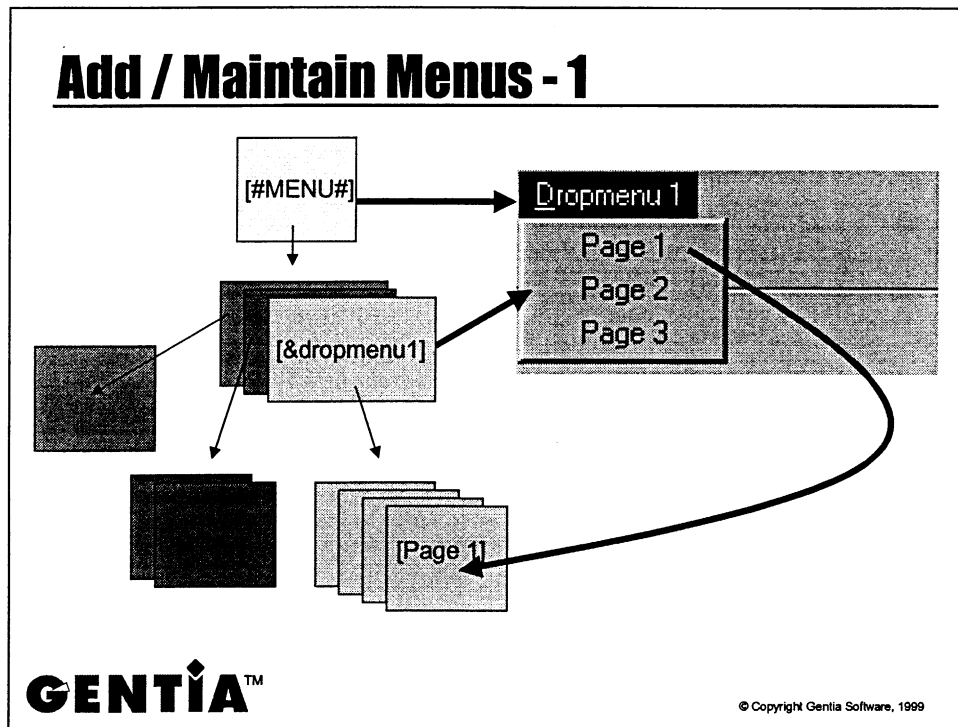 Add / Maintain Menus - 1
[#MENU#]
Dropmenu 1
Page 1
Page 2
Page 3
[&dropmenu1]
[Page 1]
GENTIA™
© Copyright Gentia Software, 1999